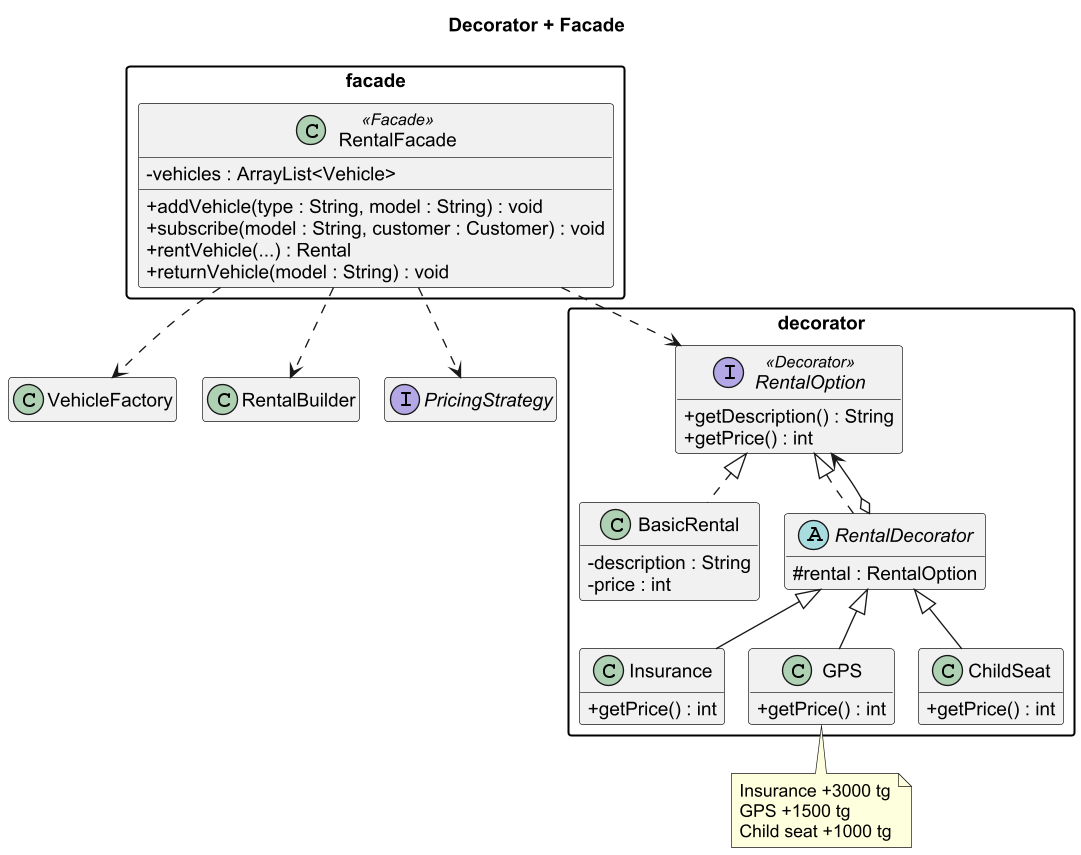 Decorator + Facade
facade
C
«Facade»
RentalFacade
-vehicles : ArrayList<Vehicle>
+addVehicle(type : String, model : String) : void
+subscribe(model : String, customer : Customer) : void
+rentVehicle(...) : Rental
+returnVehicle(model : String) : void
C VehicleFactory
C RentalBuilder
I PricingStrategy
decorator
I
«Decorator»
RentalOption
+getDescription() : String
+getPrice() : int
C BasicRental
-description : String
-price : int
A RentalDecorator
#rental : RentalOption
C Insurance
+getPrice() : int
C GPS
+getPrice() : int
C ChildSeat
+getPrice() : int
Insurance +3000 tg
GPS +1500 tg
Child seat +1000 tg